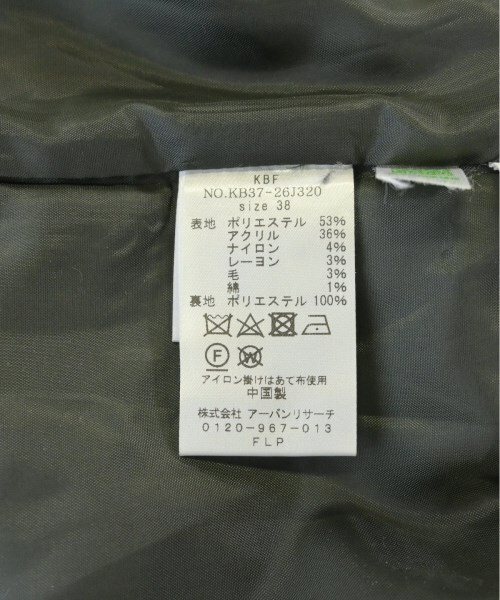 KBF
NO.KB37-26J320
size 38
表地 ポリエステル 53%
アクリル 36%
ナイロン 4%
レーヨン 3%
毛 3%
綿 1%
裏地 ポリエステル 100%
F W
アイロン掛けはあて布使用
中国製
株式会社 アーバンリサーチ
0120-967-013
FLP